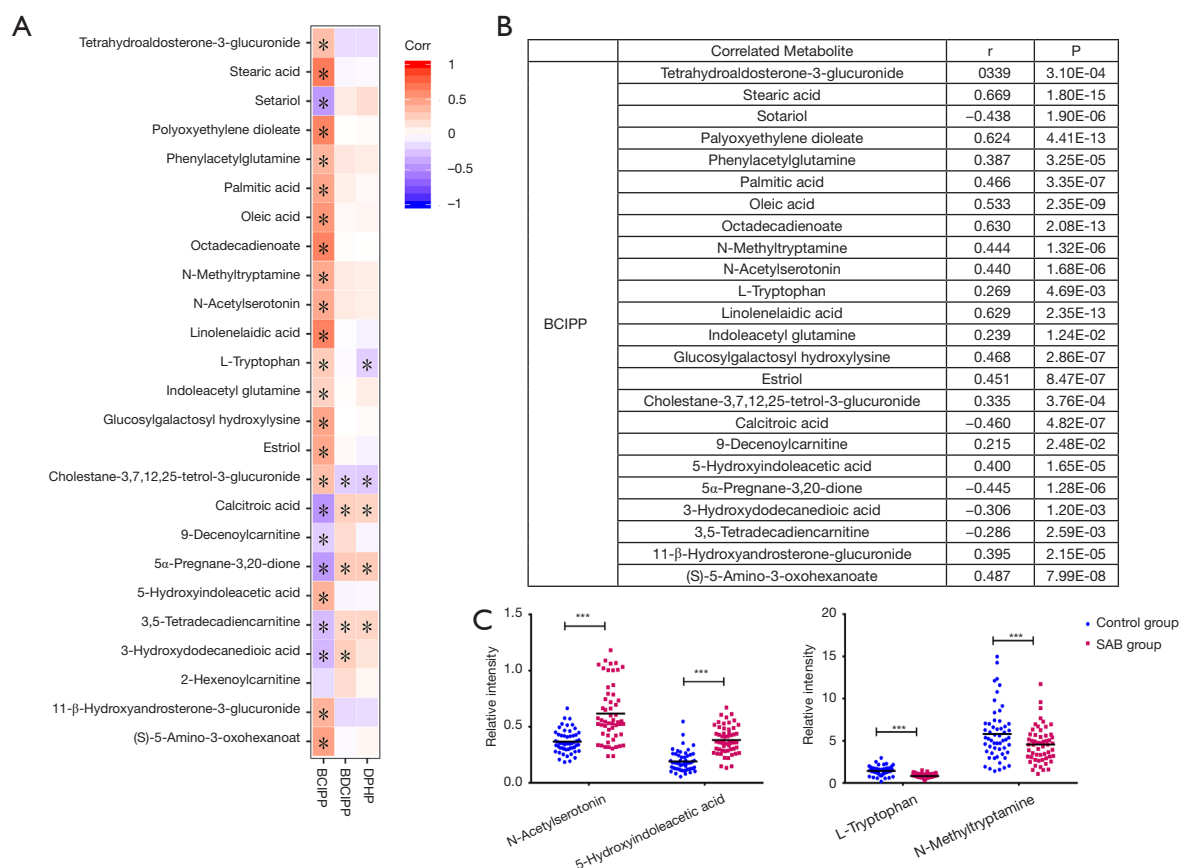 A
Tetrahydroaldosterone-3-glucuronide
Stearic acid
Setariol
Polyoxyethylene dioleate
Phenylacetylglutamine
Palmitic acid
Oleic acid
Octadecadienoate
N-Methyltryptamine
N-Acetylserotonin
Linolenelaidic acid
L-Tryptophan
Indoleacetyl glutamine
Glucosylgalactosyl hydroxylysine
Estriol
Cholestane-3,7,12,25-tetrol-3-glucuronide
Calcitroic acid
9-Decenoylcarnitine
5α-Pregnane-3,20-dione
5-Hydroxyindoleacetic acid
3,5-Tetradecadiencarnitine
3-Hydroxydodecanedioic acid
2-Hexenoylcarnitine
11-β-Hydroxyandrosterone-3-glucuronide
(S)-5-Amino-3-oxohexanoat
BCIPP
BDCIPP
DPHP
Corr
1
0.5
0
−0.5
−1
B
Correlated Metabolite r P
BCIPP
Tetrahydroaldosterone-3-glucuronide 0339 3.10E-04
Stearic acid 0.669 1.80E-15
Sotariol −0.438 1.90E-06
Palyoxyethylene dioleate 0.624 4.41E-13
Phenylacetylglutamine 0.387 3.25E-05
Palmitic acid 0.466 3.35E-07
Oleic acid 0.533 2.35E-09
Octadecadienoate 0.630 2.08E-13
N-Methyltryptamine 0.444 1.32E-06
N-Acetylserotonin 0.440 1.68E-06
L-Tryptophan 0.269 4.69E-03
Linolenelaidic acid 0.629 2.35E-13
Indoleacetyl glutamine 0.239 1.24E-02
Glucosylgalactosyl hydroxylysine 0.468 2.86E-07
Estriol 0.451 8.47E-07
Cholestane-3,7,12,25-tetrol-3-glucuronide 0.335 3.76E-04
Calcitroic acid −0.460 4.82E-07
9-Decenoylcarnitine 0.215 2.48E-02
5-Hydroxyindoleacetic acid 0.400 1.65E-05
5α-Pregnane-3,20-dione −0.445 1.28E-06
3-Hydroxydodecanedioic acid −0.306 1.20E-03
3,5-Tetradecadiencarnitine −0.286 2.59E-03
11-β-Hydroxyandrosterone-glucuronide 0.395 2.15E-05
(S)-5-Amino-3-oxohexanoate 0.487 7.99E-08
C
Relative intensity
1.5
1.0
0.5
0.0
***
***
N-Acetylserotonin
5-Hydroxyindoleacetic acid
Relative intensity
20
15
10
5
0
***
***
L-Tryptophan
N-Methyltryptamine
Control group
SAB group